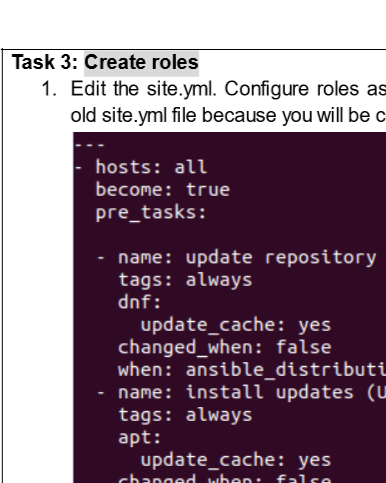 Task 3: Create roles
1. Edit the site.yml. Configure roles as
old site.yml file because you will be c
---
- hosts: all
become: true
pre_tasks:
- name: update repository
tags: always
dnf:
update_cache: yes
changed_when: false
when: ansible_distributi
- name: install updates (U
tags: always
apt:
update_cache: yes
changed_when: false